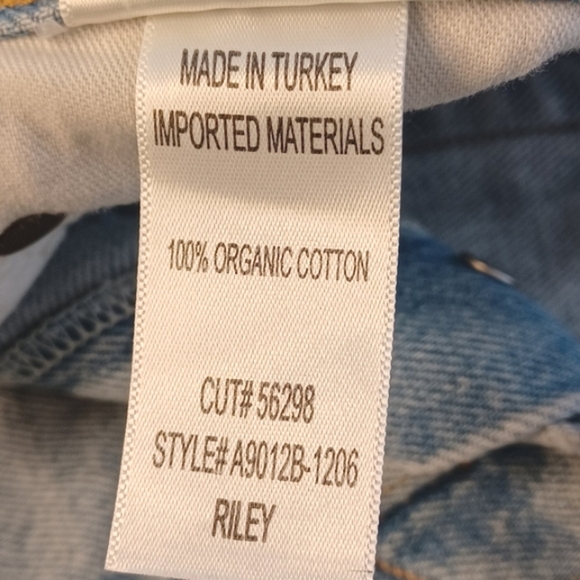 MADE IN TURKEY
IMPORTED MATERIALS
100% ORGANIC COTTON
CUT# 56298
STYLE# A9012B-1206
RILEY